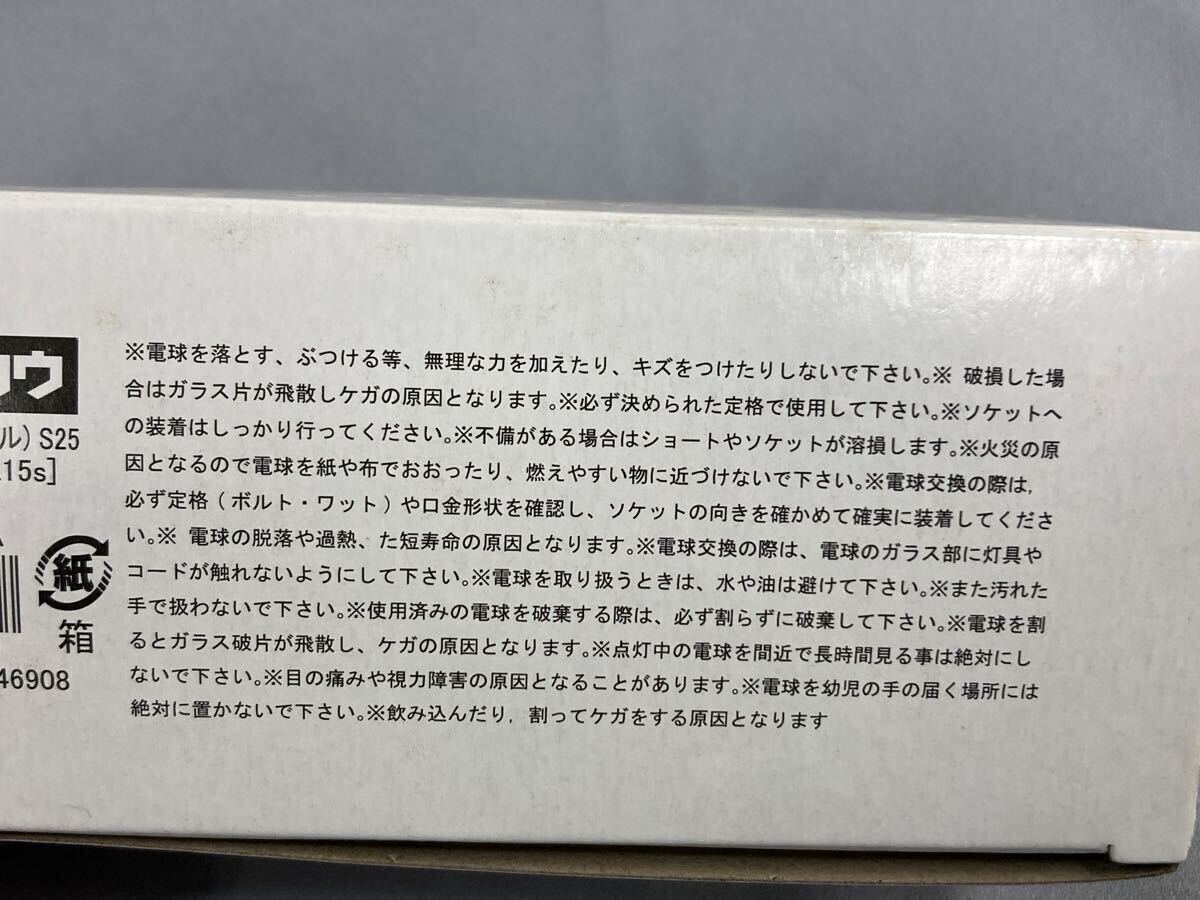 ウ
ル) S25
15s]
紙
箱
46908
※電球を落とす、ぶつける等、無理な力を加えたり、キズをつけたりしないで下さい。※ 破損した場
合はガラス片が飛散しケガの原因となります。※必ず決められた定格で使用して下さい。※ソケットへ
の装着はしっかり行ってください。※不備がある場合はショートやソケットが溶損します。※火災の原
因となるので電球を紙や布でおおったり、燃えやすい物に近づけないで下さい。※電球交換の際は,
必ず定格(ボルト・ワット)や口金形状を確認し、ソケットの向きを確かめて確実に装着してくださ
い。※ 電球の脱落や過熱、た短寿命の原因となります。※電球交換の際は、電球のガラス部に灯具や
コードが触れないようにして下さい。※電球を取り扱うときは、水や油は避けて下さい。※また汚れた
手で扱わないで下さい。※使用済みの電球を破棄する際は、必ず割らずに破棄して下さい。※電球を割
るとガラス破片が飛散し、ケガの原因となります。※点灯中の電球を間近で長時間見る事は絶対にし
ないで下さい。※目の痛みや視力障害の原因となることがあります。※電球を幼児の手の届く場所には
絶対に置かないで下さい。※飲み込んだり, 割ってケガをする原因となります